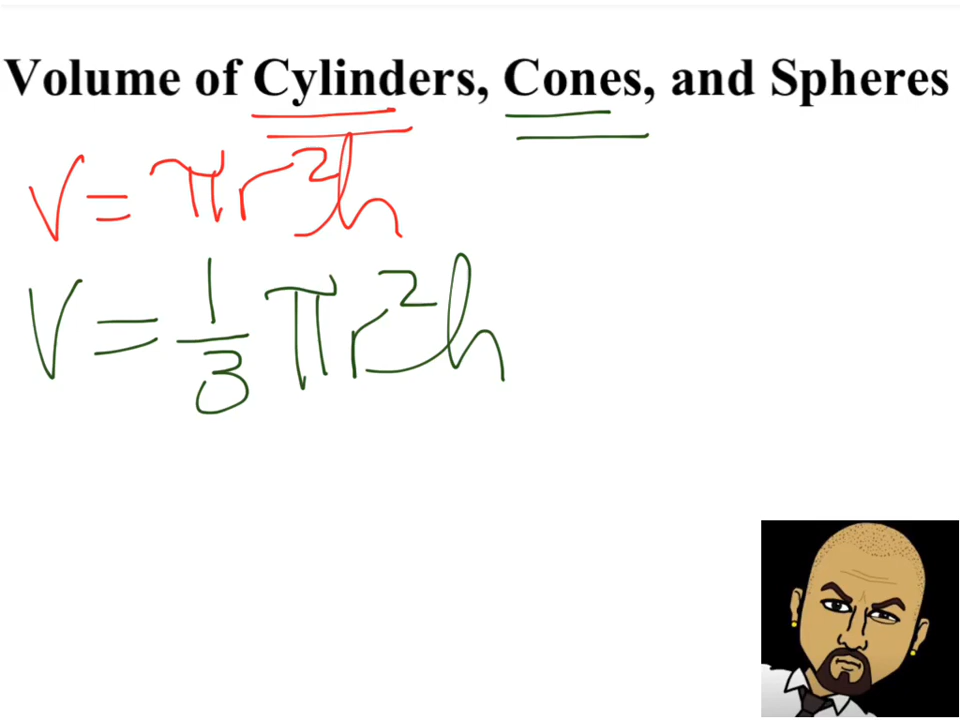 Volume of Cylinders, Cones, and Spheres
V = πr²h
V = 1/3 πr²h